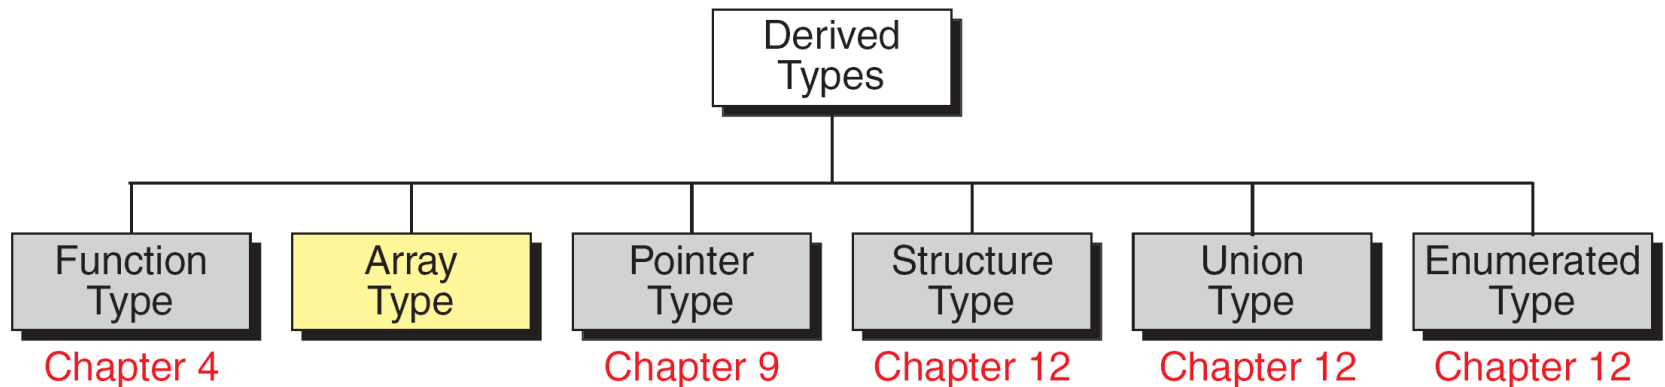 Derived
Types
Function
Type
Array
Type
Pointer
Type
Structure
Type
Union
Type
Enumerated
Type
Chapter 4
Chapter 9
Chapter 12
Chapter 12
Chapter 12